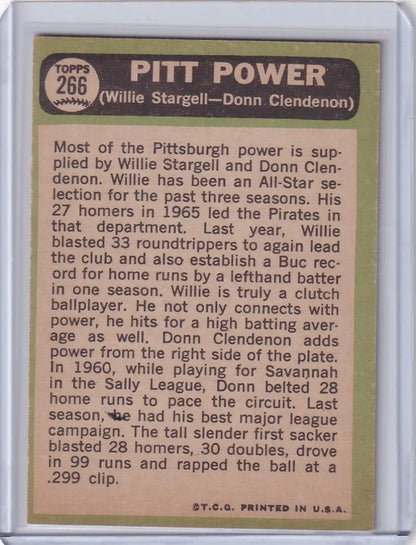 TOPPS
266
PITT POWER
(Willie Stargell—Donn Clendenon)
Most of the Pittsburgh power is sup-
plied by Willie Stargell and Donn Clen-
denon. Willie has been an All-Star se-
lection for the past three seasons. His
27 homers in 1965 led the Pirates in
that department. Last year, Willie
blasted 33 roundtrippers to again lead
the club and also establish a Buc rec-
ord for home runs by a lefthand batter
in one season. Willie is truly a clutch
ballplayer. He not only connects with
power, he hits for a high batting aver-
age as well. Donn Clendenon adds
power from the right side of the plate.
In 1960, while playing for Savannah
in the Sally League, Donn belted 28
home runs to pace the circuit. Last
season, he had his best major league
campaign. The tall slender first sacker
blasted 28 homers, 30 doubles, drove
in 99 runs and rapped the ball at a
.299 clip.
©T.C.G. PRINTED IN U.S.A.